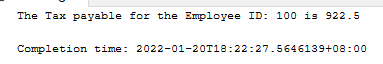 The Tax payable for the Employee ID: 100 is 922.5
Completion time: 2022-01-20T18:22:27.5646139+08:00